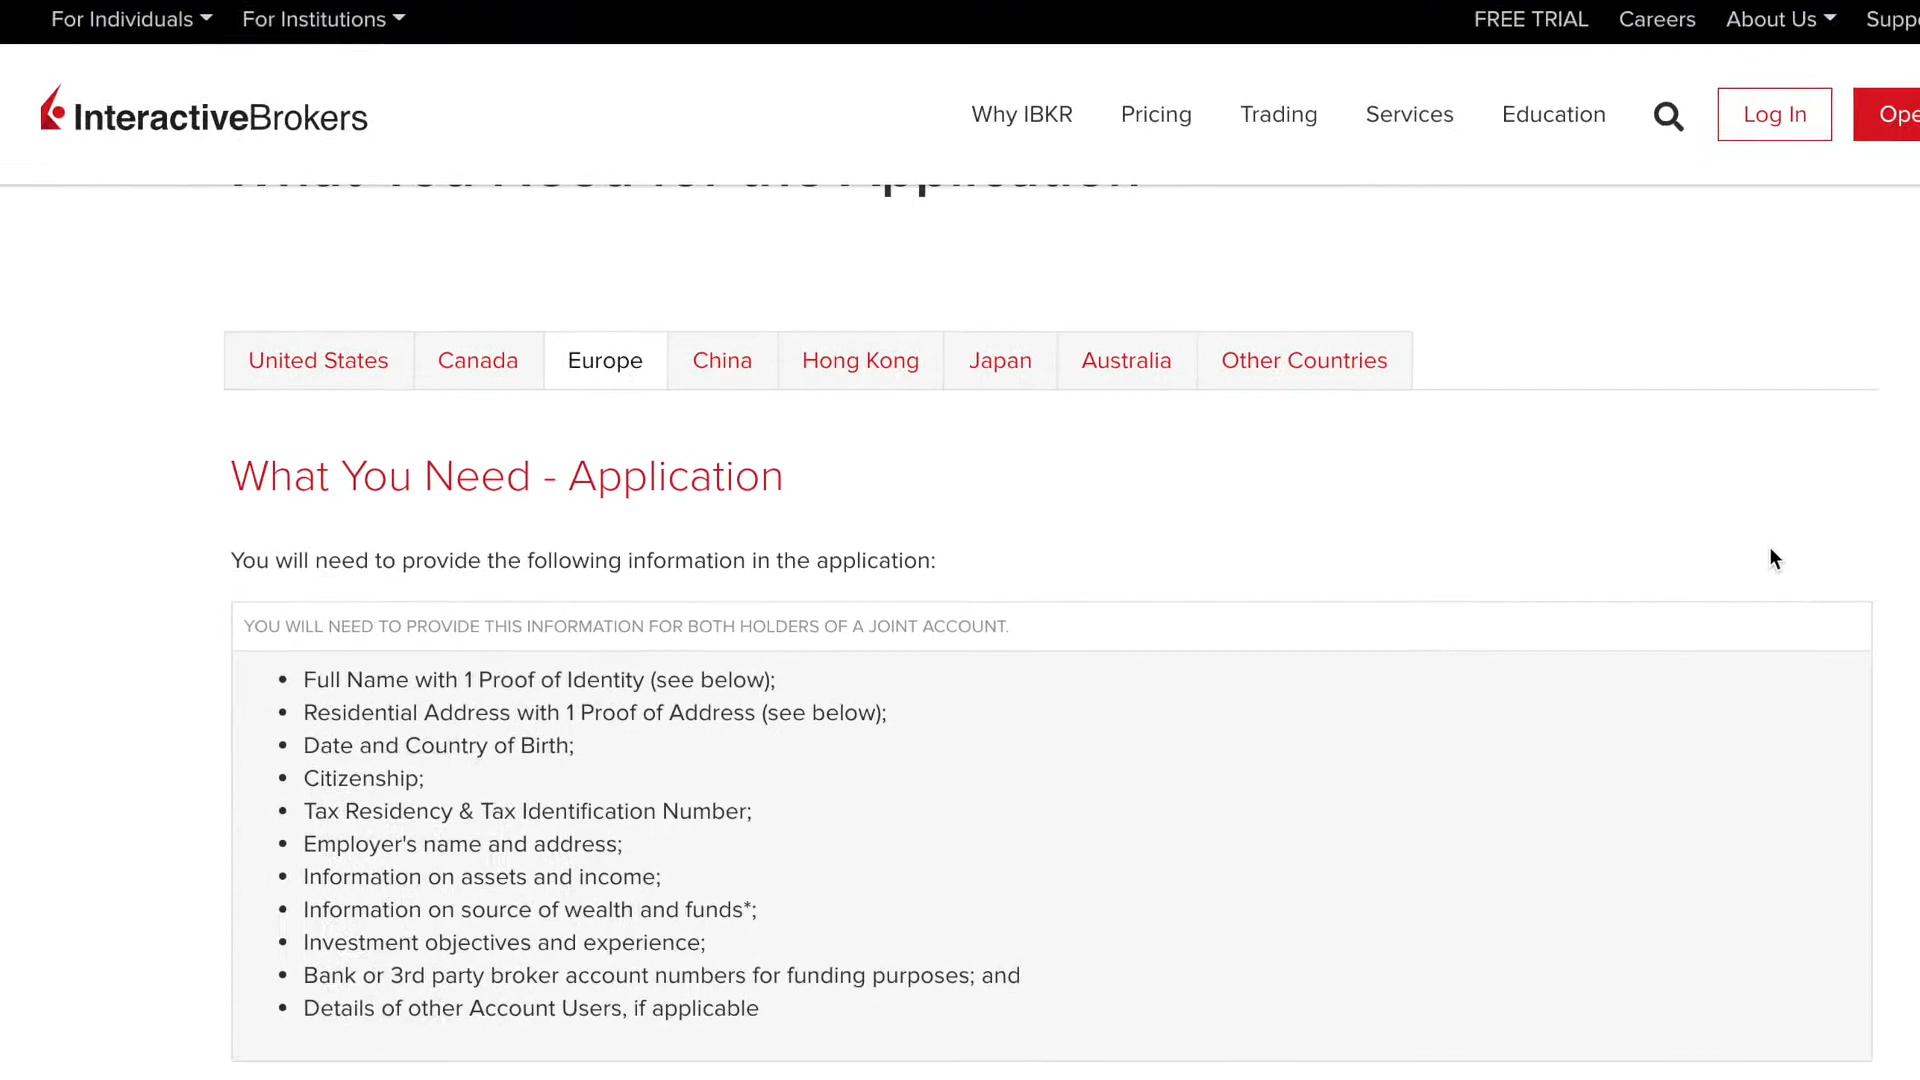 For Individuals For Institutions FREE TRIAL Careers About Us
InteractiveBrokers Why IBKR Pricing Trading Services Education Log In
What You Need for the Application
United States Canada Europe China Hong Kong Japan Australia Other Countries
What You Need - Application
You will need to provide the following information in the application:
YOU WILL NEED TO PROVIDE THIS INFORMATION FOR BOTH HOLDERS OF A JOINT ACCOUNT.
• Full Name with 1 Proof of Identity (see below);
• Residential Address with 1 Proof of Address (see below);
• Date and Country of Birth;
• Citizenship;
• Tax Residency & Tax Identification Number;
• Employer's name and address;
• Information on assets and income;
• Information on source of wealth and funds*;
• Investment objectives and experience;
• Bank or 3rd party broker account numbers for funding purposes; and
• Details of other Account Users, if applicable